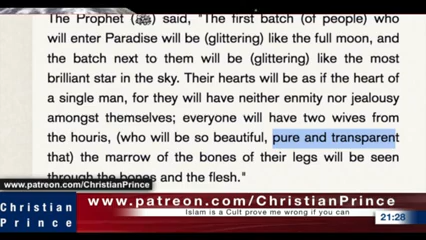 The Prophet (ﷺ) said, "The first batch (of people) who
will enter Paradise will be (glittering) like the full moon, and
the batch next to them will be (glittering) like the most
brilliant star in the sky. Their hearts will be as if the heart of
a single man, for they will have neither enmity nor jealousy
amongst themselves; everyone will have two wives from
the houris, (who will be so beautiful, pure and transparent
that) the marrow of the bones of their legs will be seen
through the bones and the flesh."
www.patreon.com/ChristianPrince
www.patreon.com/ChristianPrince
Christian
Prince
Islam is a Cult prove me wrong if you can
21:28